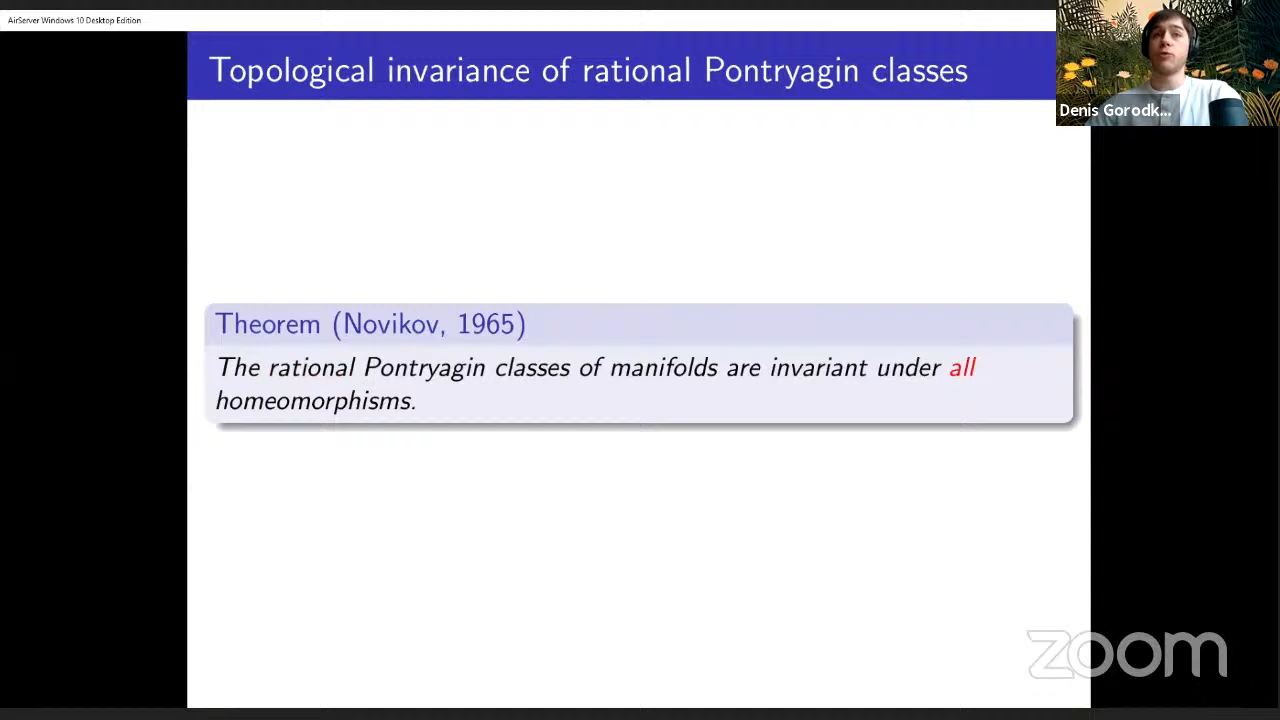 AirServer Windows 10 Desktop Edition
Topological invariance of rational Pontryagin classes
Denis Gorodk...
Theorem (Novikov, 1965)
The rational Pontryagin classes of manifolds are invariant under all
homeomorphisms.
zoom